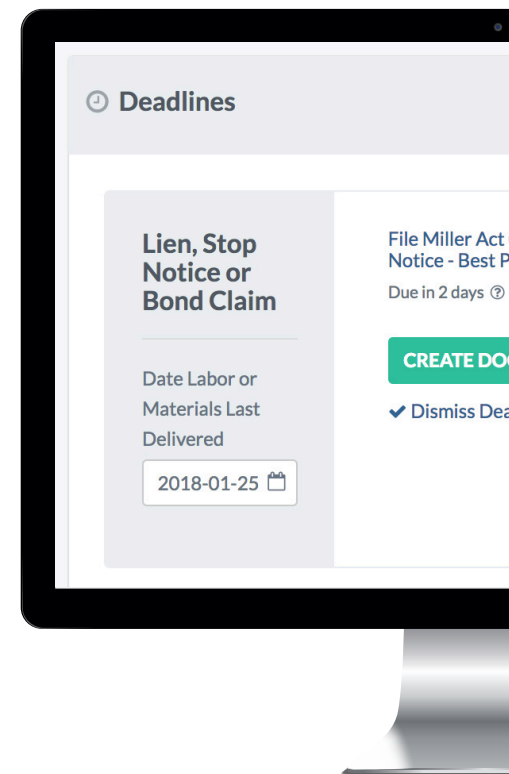 Deadlines
Lien, Stop
Notice or
Bond Claim
Date Labor or
Materials Last
Delivered
2018-01-25
File Miller Act
Notice - Best P
Due in 2 days
CREATE DO
Dismiss Dea